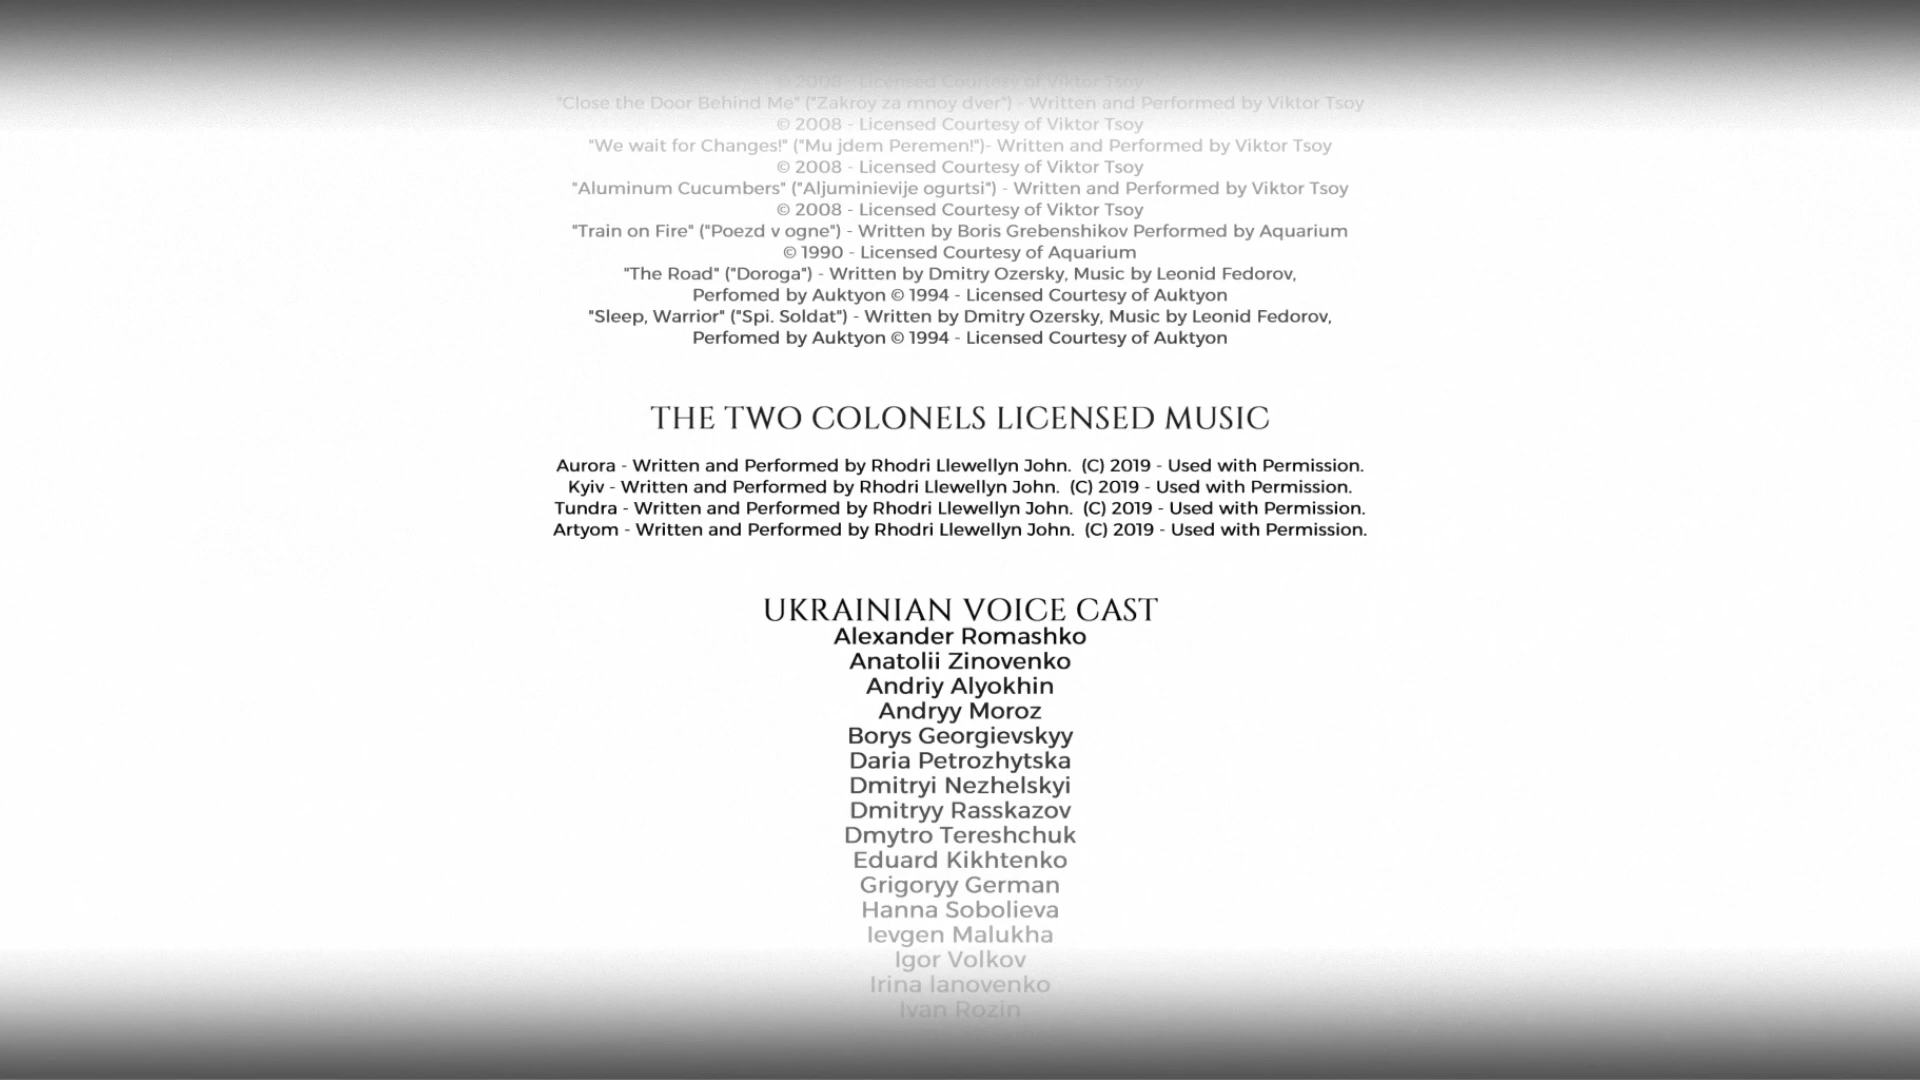 © 2008 - Licensed Courtesy of Viktor Tsoy
"Close the Door Behind Me" ("Zakroy za mnoy dver") - Written and Performed by Viktor Tsoy
© 2008 - Licensed Courtesy of Viktor Tsoy
"We wait for Changes!" ("Mu jdem Peremen!")- Written and Performed by Viktor Tsoy
© 2008 - Licensed Courtesy of Viktor Tsoy
"Aluminum Cucumbers" ("Aljuminievije ogurtsi") - Written and Performed by Viktor Tsoy
© 2008 - Licensed Courtesy of Viktor Tsoy
"Train on Fire" ("Poezd v ogne") - Written by Boris Grebenshikov Performed by Aquarium
© 1990 - Licensed Courtesy of Aquarium
"The Road" ("Doroga") - Written by Dmitry Ozersky, Music by Leonid Fedorov,
Perfomed by Auktyon © 1994 - Licensed Courtesy of Auktyon
"Sleep, Warrior" ("Spi. Soldat") - Written by Dmitry Ozersky, Music by Leonid Fedorov,
Perfomed by Auktyon © 1994 - Licensed Courtesy of Auktyon
THE TWO COLONELS LICENSED MUSIC
Aurora - Written and Performed by Rhodri Llewellyn John. (C) 2019 - Used with Permission.
Kyiv - Written and Performed by Rhodri Llewellyn John. (C) 2019 - Used with Permission.
Tundra - Written and Performed by Rhodri Llewellyn John. (C) 2019 - Used with Permission.
Artyom - Written and Performed by Rhodri Llewellyn John. (C) 2019 - Used with Permission.
UKRAINIAN VOICE CAST
Alexander Romashko
Anatolii Zinovenko
Andriy Alyokhin
Andryy Moroz
Borys Georgievskyy
Daria Petrozhytska
Dmitryi Nezhelskyi
Dmitryy Rasskazov
Dmytro Tereshchuk
Eduard Kikhtenko
Grigoryy German
Hanna Sobolieva
Ievgen Malukha
Igor Volkov
Irina Ianovenko
Ivan Rozin